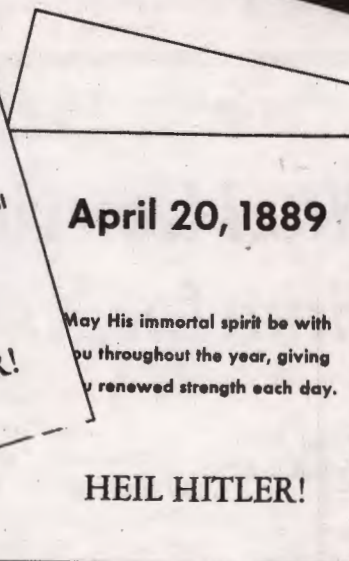 April 20, 1889
May His immortal spirit be with
ou throughout the year, giving
u renewed strength each day.
HEIL HITLER!